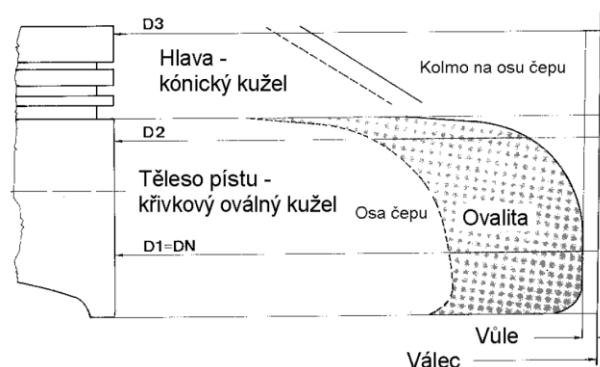 D3
Hlava -
kónický kužel
Kolmo na osu čepu
D2
Těleso pístu -
křivkový oválný kužel
Osa čepu
Ovalita
D1=DN
Vůle
Válec